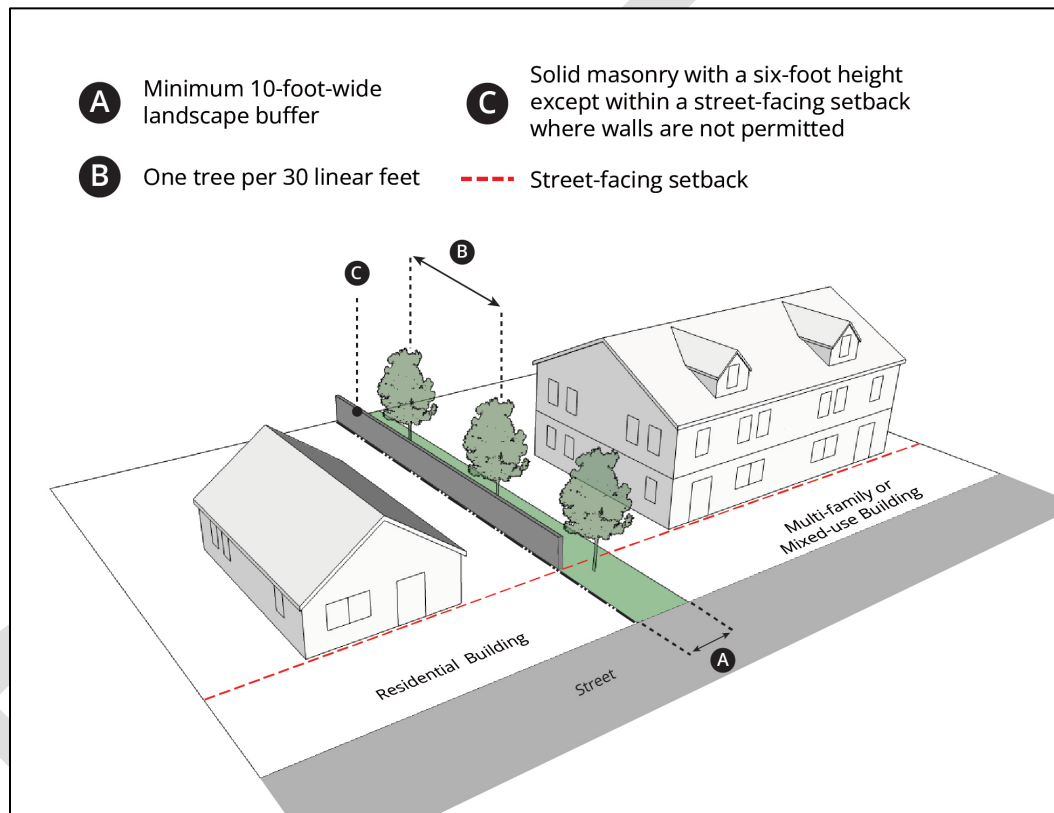 A
Minimum 10-foot-wide
landscape buffer
B
One tree per 30 linear feet
C
Solid masonry with a six-foot height
except within a street-facing setback
where walls are not permitted
Street-facing setback
B
C
Multi-family or
Mixed-use Building
Residential Building
Street
A